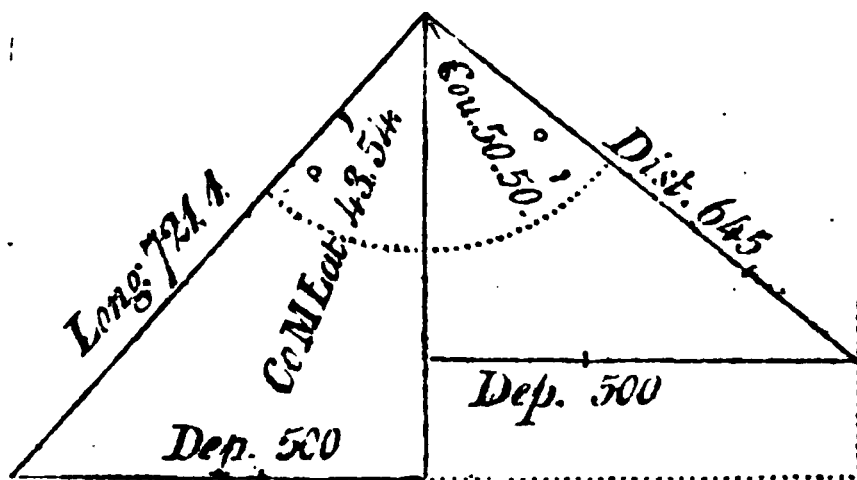 Long. 721.1.
Co M Lat. 43°.54'
Cou. 50°.50'.
Dist. 645
Dep. 500
Dep. 500